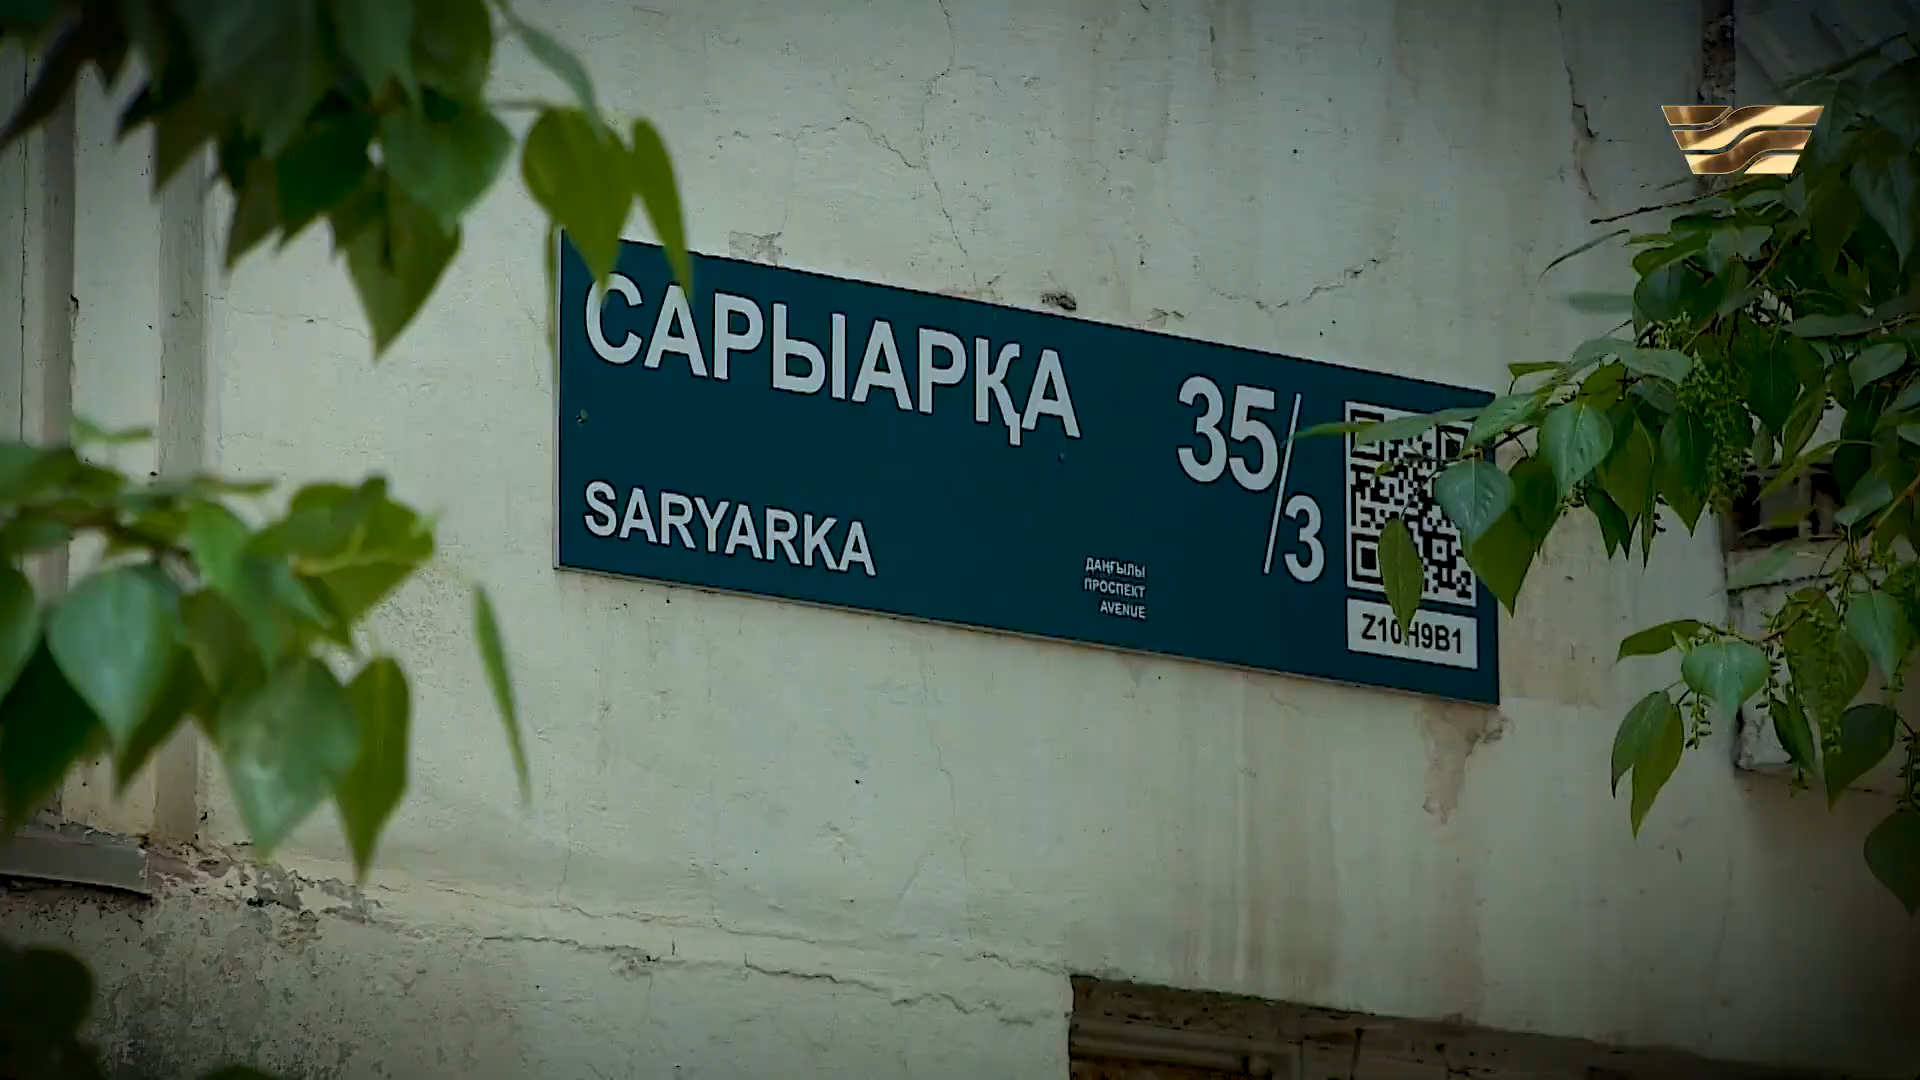 САРЫАРҚА
35/3
SARYARKA
ДАҢҒЫЛЫ
ПРОСПЕКТ
AVENUE
Z10H9B1